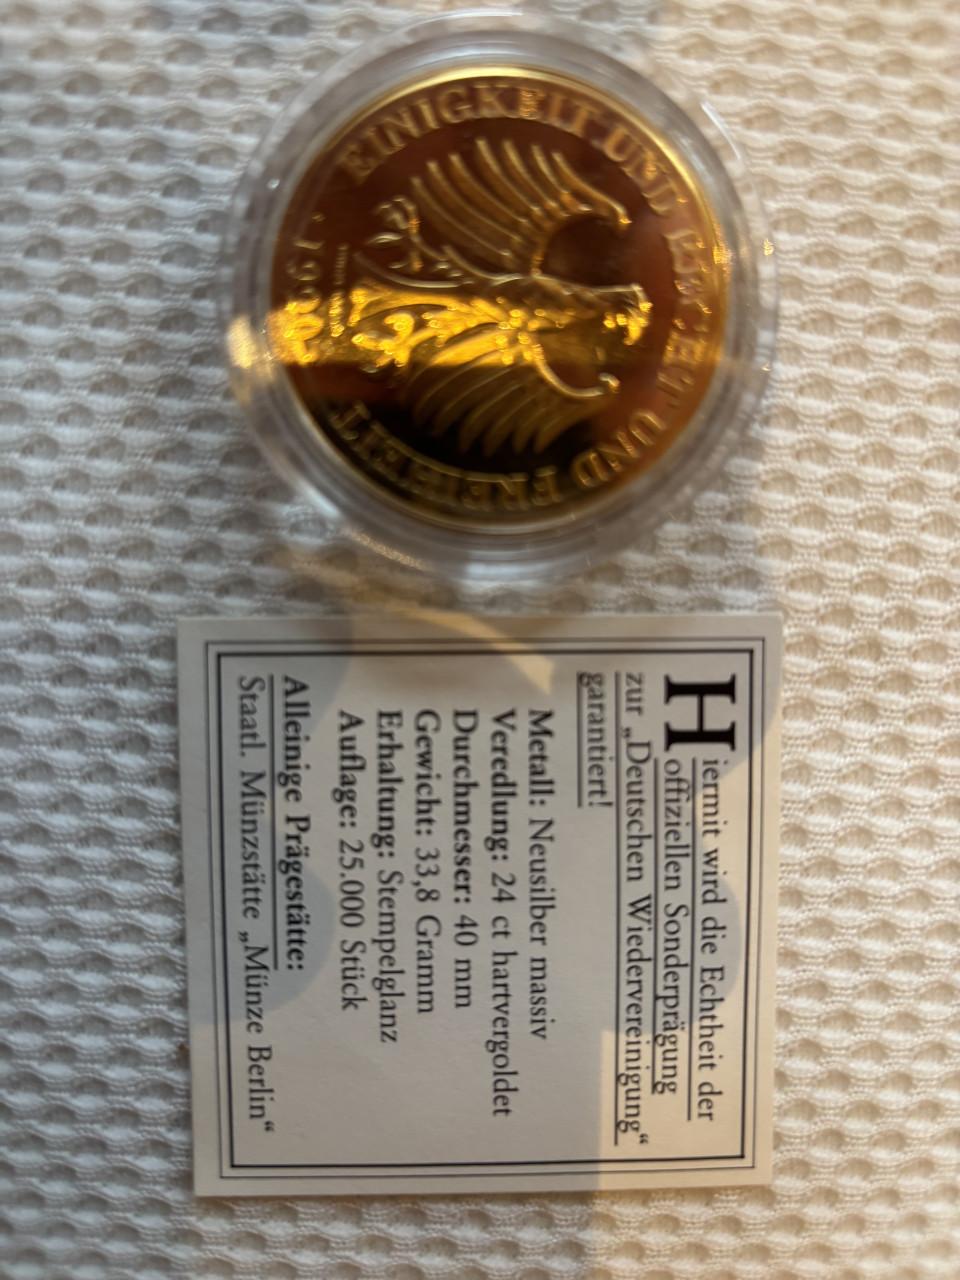 EINIGKEIT UND RECHT UND FREIHEIT
1990
Hiermit wird die Echtheit der
offiziellen Sonderprägung
zur „Deutschen Wiedervereinigung“
garantiert!
Metall: Neusilber massiv
Veredlung: 24 ct hartvergoldet
Durchmesser: 40 mm
Gewicht: 33,8 Gramm
Erhaltung: Stempelglanz
Auflage: 25.000 Stück
Alleinige Prägestätte:
Staatl. Münzstätte „Münze Berlin“